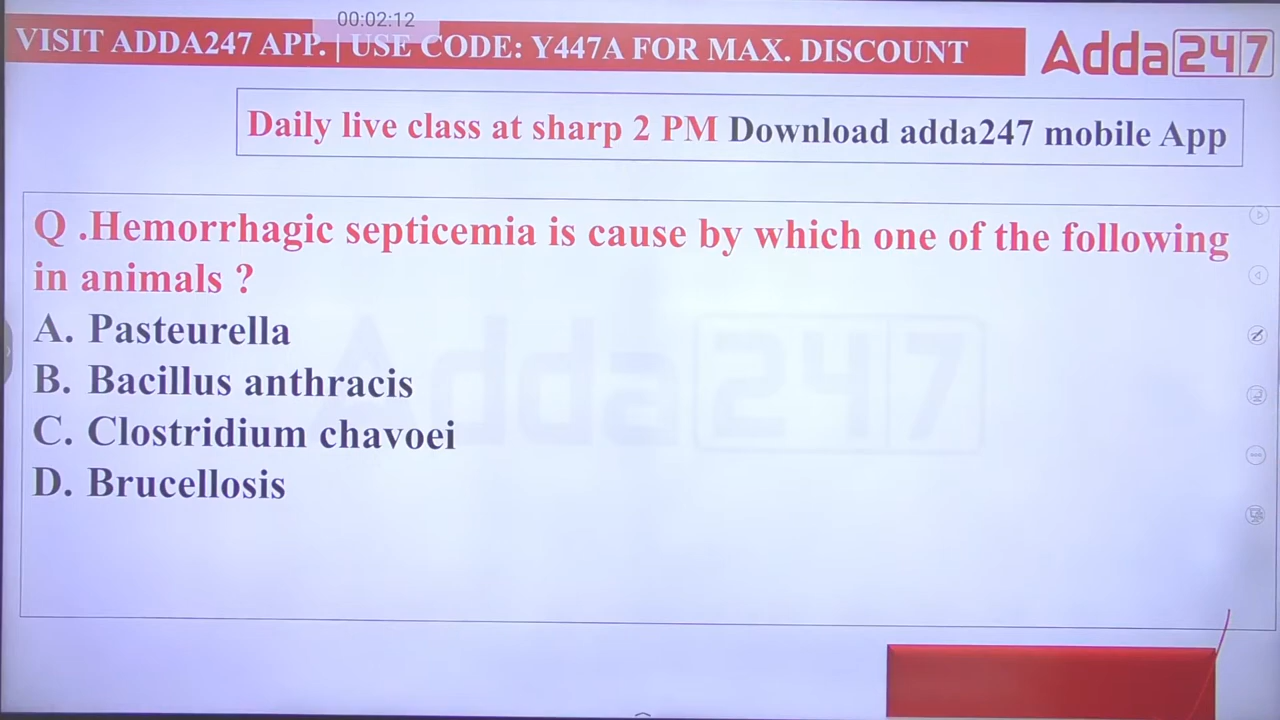 00:02:12
VISIT ADDA247 APP. | USE CODE: Y447A FOR MAX. DISCOUNT
Adda247
Daily live class at sharp 2 PM Download adda247 mobile App
Q .Hemorrhagic septicemia is cause by which one of the following
in animals ?
A. Pasteurella
B. Bacillus anthracis
C. Clostridium chavoei
D. Brucellosis
Adda247